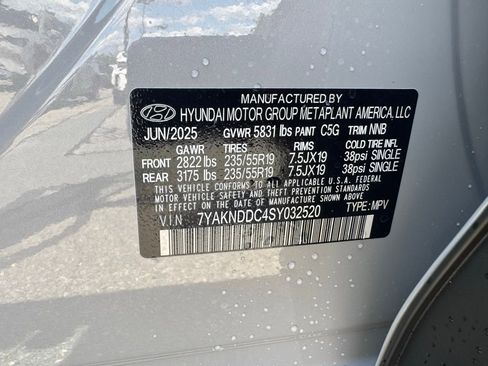 MANUFACTURED BY
HYUNDAI MOTOR GROUP METAPLANT AMERICA, LLC
JUN/2025 GVWR 5831 lbs PAINT C5G TRIM NNB
GAWR TIRES RIMS COLD TIRE INFL
FRONT 2822 lbs 235/55R19 7.5JX19 38psi SINGLE
REAR 3175 lbs 235/55R19 7.5JX19 38psi SINGLE
THIS VEHICLE CONFORMS TO ALL APPLICABLE U.S.A. FEDERAL
MOTOR VEHICLE SAFETY STANDARDS IN EFFECT ON THE
DATE OF MANUFACTURE SHOWN ABOVE.
VIN: 7YAKNDDC4SY032520 TYPE: MPV